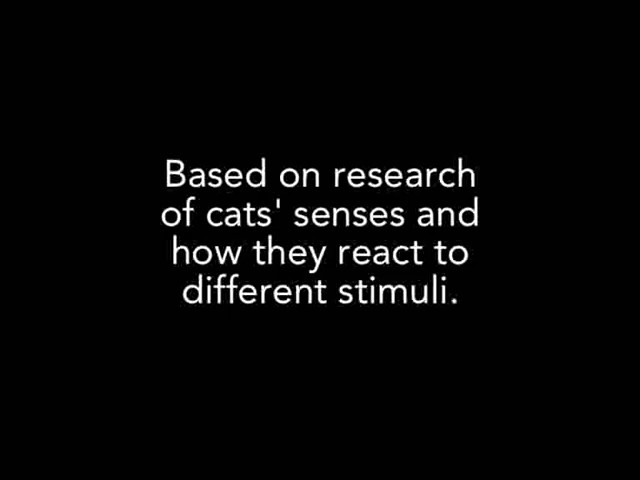 Based on research
of cats' senses and
how they react to
different stimuli.